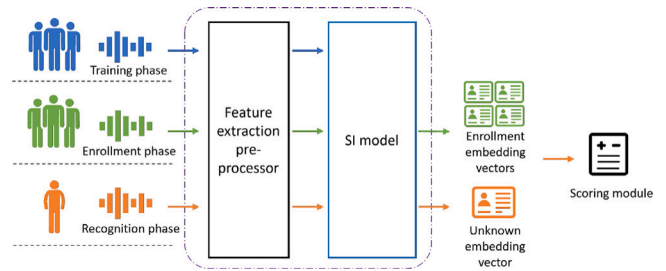 Training phase
Enrollment phase
Recognition phase
Feature
extraction
pre-
processor
SI model
Enrollment
embedding
vectors
Unknown
embedding
vector
Scoring module